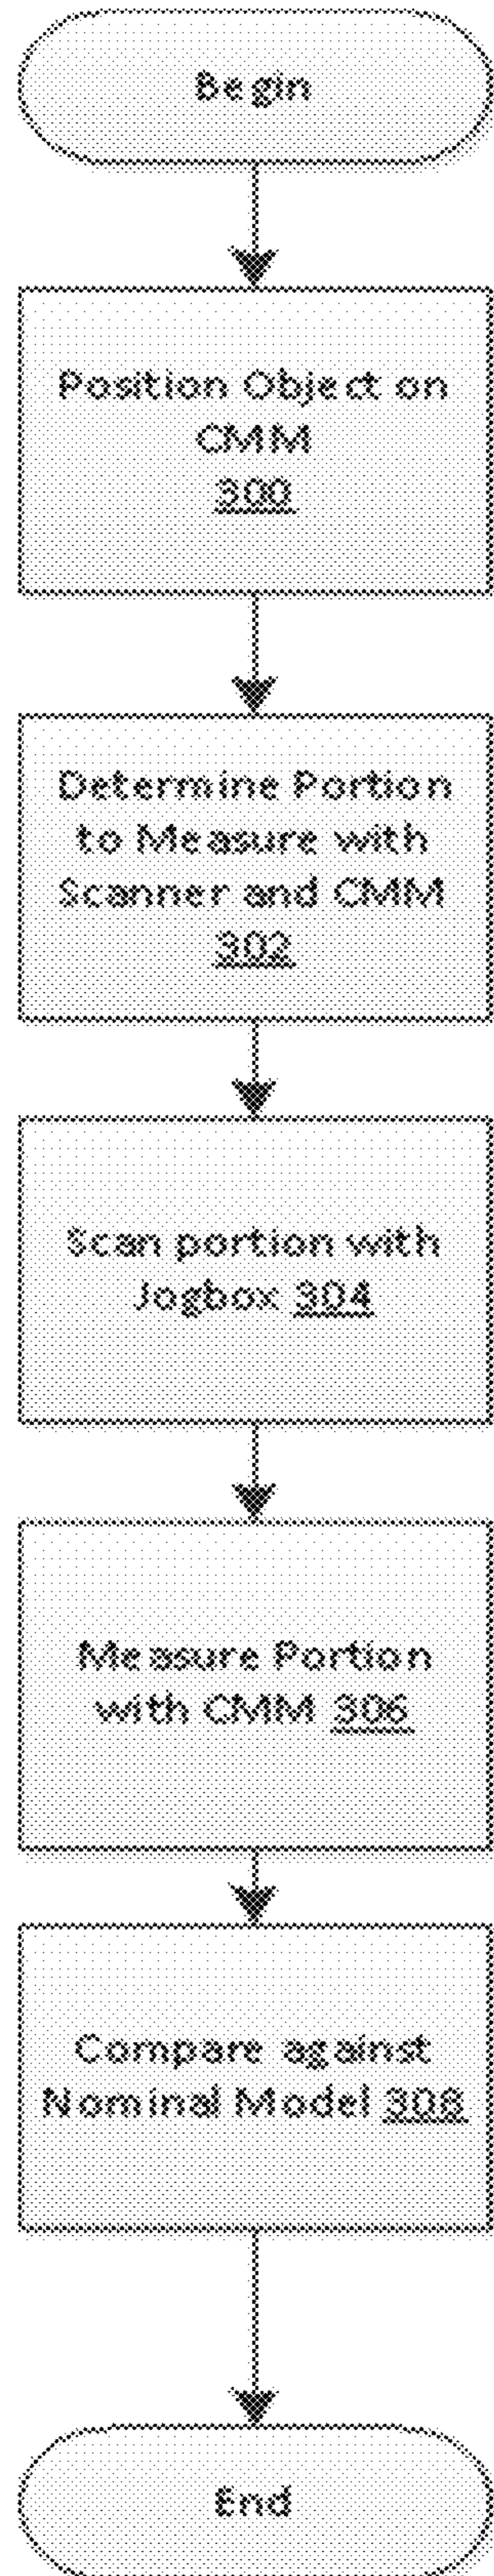 Begin
Position Object on
CMM
300
Determine Portion
to Measure with
Scanner and CMM
302
Scan portion with
Jogbox 304
Measure Portion
with CMM 306
Compare against
Nominal Model 308
End